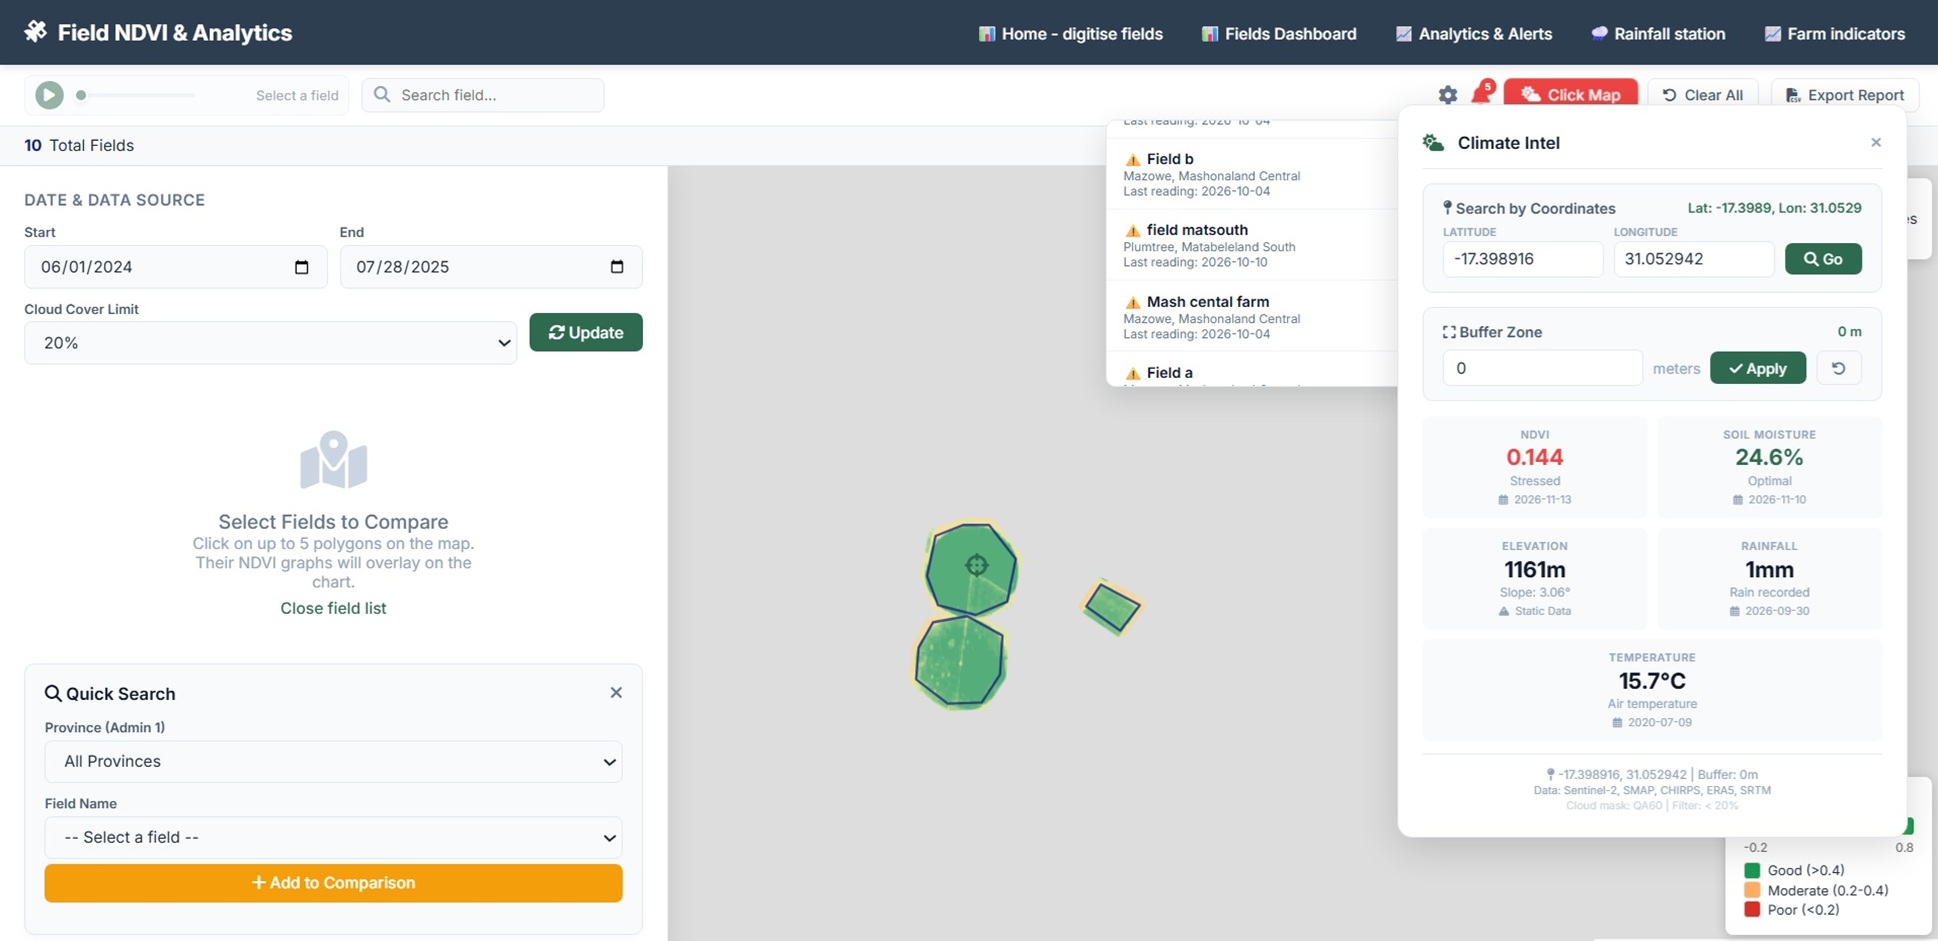 Field NDVI & Analytics
Home - digitise fields
Fields Dashboard
Analytics & Alerts
Rainfall station
Farm indicators
Select a field
Search field...
5
Click Map
Clear All
Export Report
10 Total Fields
DATE & DATA SOURCE
Start
End
06/01/2024
07/28/2025
Cloud Cover Limit
20%
Update
Select Fields to Compare
Click on up to 5 polygons on the map.
Their NDVI graphs will overlay on the
chart.
Close field list
Quick Search
Province (Admin 1)
All Provinces
Field Name
-- Select a field --
+ Add to Comparison
Last reading: 2026-10-04
Field b
Mazowe, Mashonaland Central
Last reading: 2026-10-04
field matsouth
Plumtree, Matabeleland South
Last reading: 2026-10-10
Mash cental farm
Mazowe, Mashonaland Central
Last reading: 2026-10-04
Field a
Climate Intel
Search by Coordinates
Lat: -17.3989, Lon: 31.0529
LATITUDE
LONGITUDE
-17.398916
31.052942
Go
Buffer Zone
0 m
0
meters
Apply
NDVI
0.144
Stressed
2026-11-13
SOIL MOISTURE
24.6%
Optimal
2026-11-10
ELEVATION
1161m
Slope: 3.06°
Static Data
RAINFALL
1mm
Rain recorded
2026-09-30
TEMPERATURE
15.7°C
Air temperature
2020-07-09
-17.398916, 31.052942 | Buffer: 0m
Data: Sentinel-2, SMAP, CHIRPS, ERA5, SRTM
Cloud mask: QA60 | Filter: < 20%
-0.2
0.8
Good (>0.4)
Moderate (0.2-0.4)
Poor (<0.2)